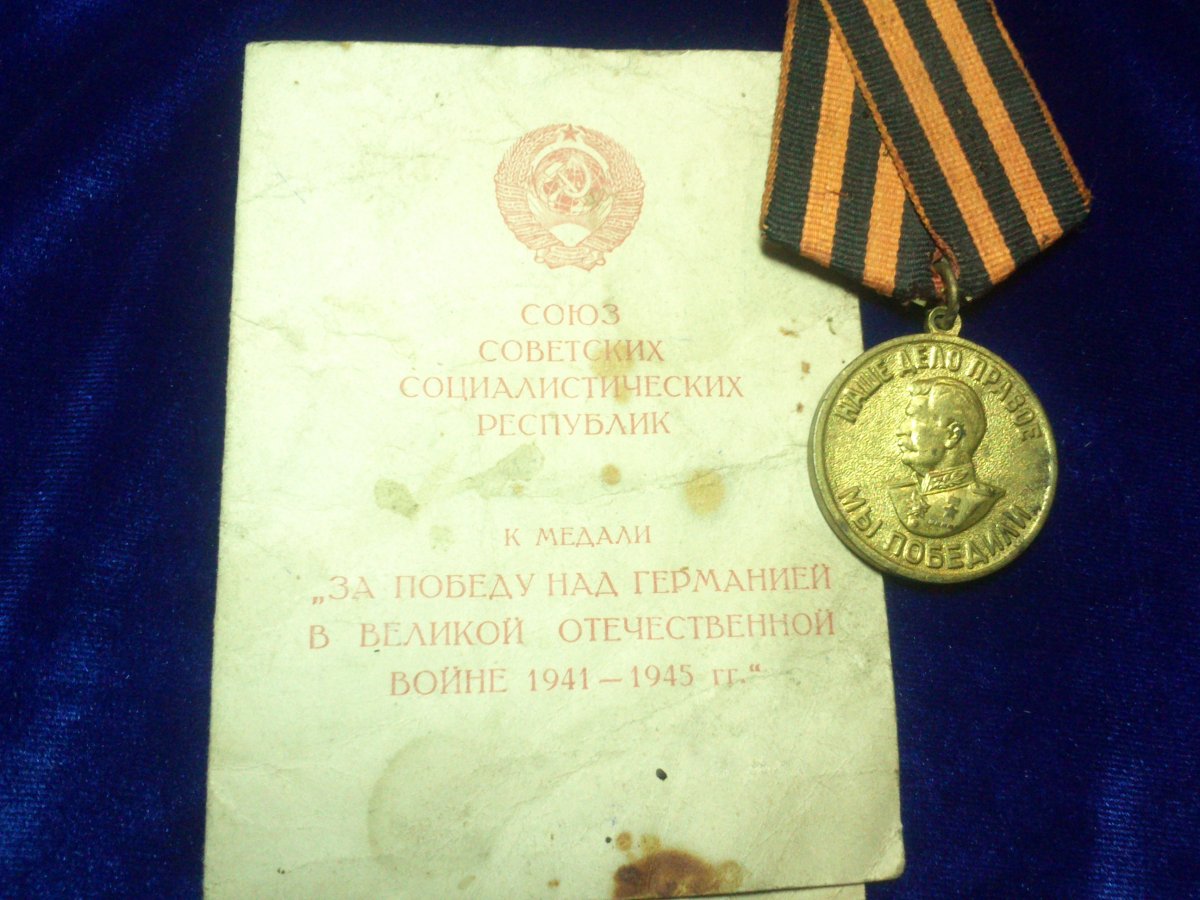 СОЮЗ
СОВЕТСКИХ
СОЦИАЛИСТИЧЕСКИХ
РЕСПУБЛИК
К МЕДАЛИ
„ЗА ПОБЕДУ НАД ГЕРМАНИЕЙ
В ВЕЛИКОЙ ОТЕЧЕСТВЕННОЙ
ВОЙНЕ 1941—1945 гг.“
НАШЕ ДЕЛО ПРАВОЕ
МЫ ПОБЕДИЛИ